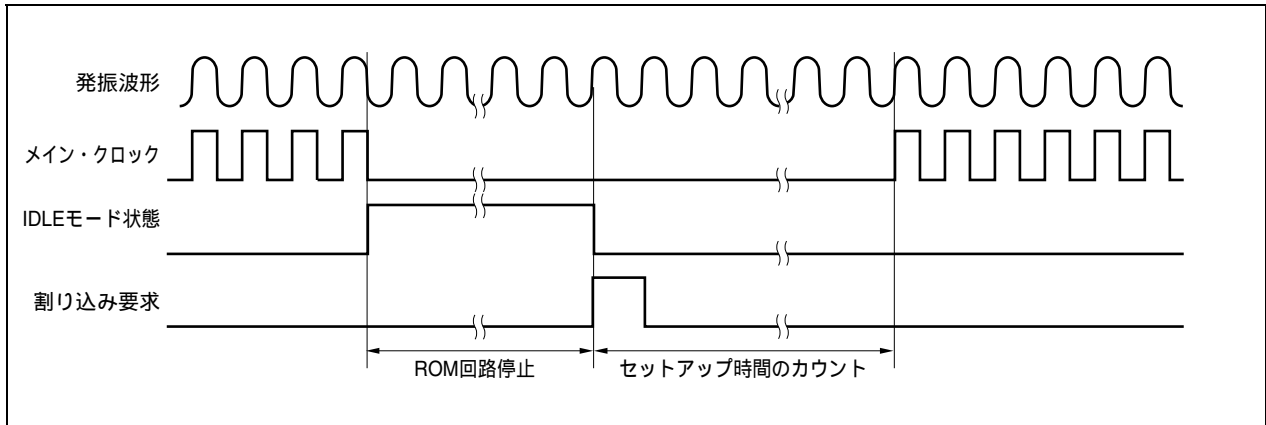 発振波形
メイン・クロック
IDLEモード状態
割り込み要求
ROM回路停止
セットアップ時間のカウント